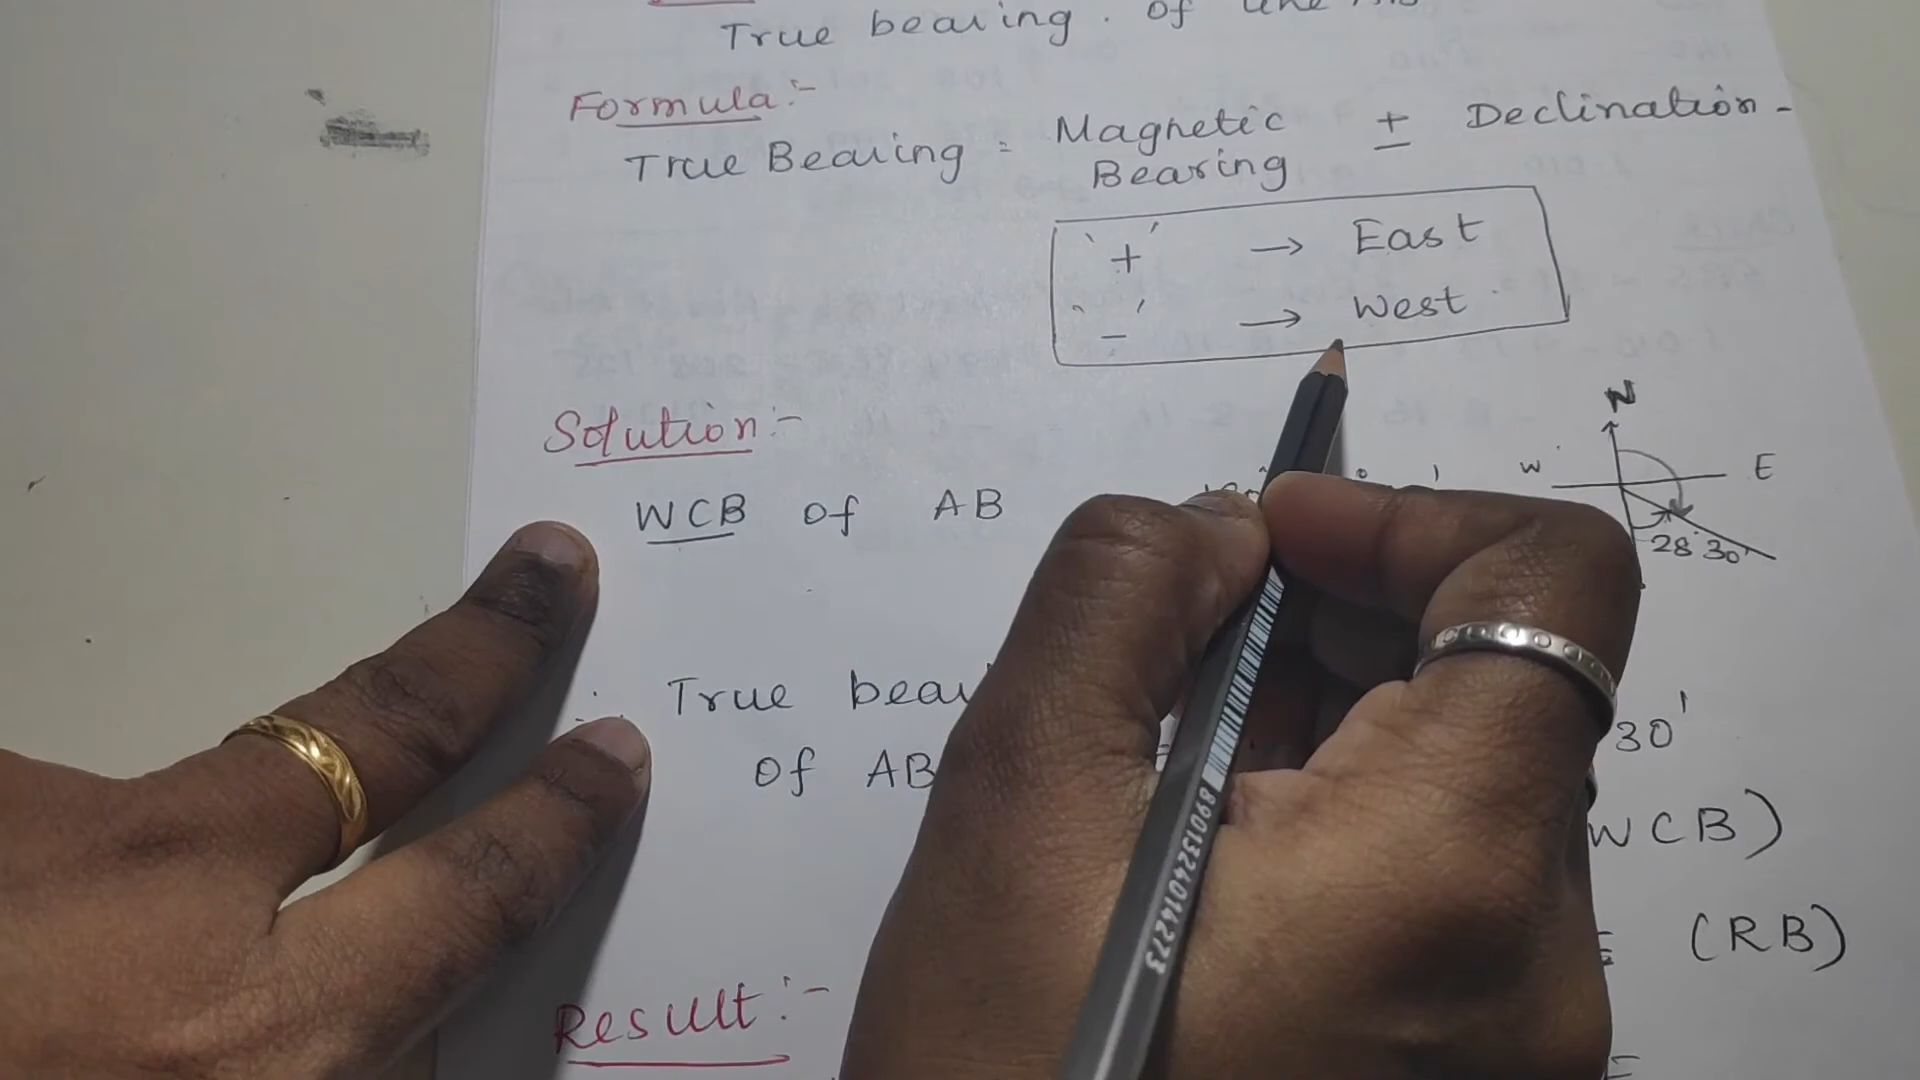 True bearing. of
Formula:-
True Bearing = Magnetic Bearing ± Declination -
'+' → East
'-' → West
Solution:-
N
W E
28°30'
WCB of AB
∴ True
of AB =
30'
WCB)
(RB)
Result:-
8901324014273